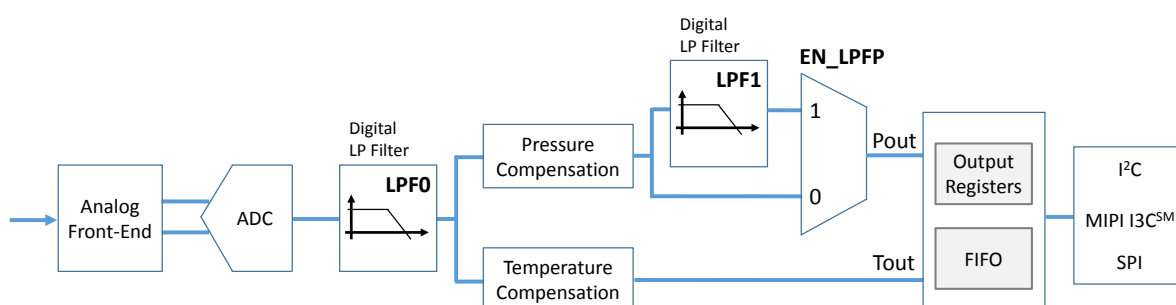 Analog
Front-End
ADC
Digital
LP Filter
LPF0
Pressure
Compensation
Temperature
Compensation
Digital
LP Filter
LPF1
EN_LPFP
1
0
Pout
Tout
Output
Registers
FIFO
I²C
MIPI I3Cˢᴹ
SPI